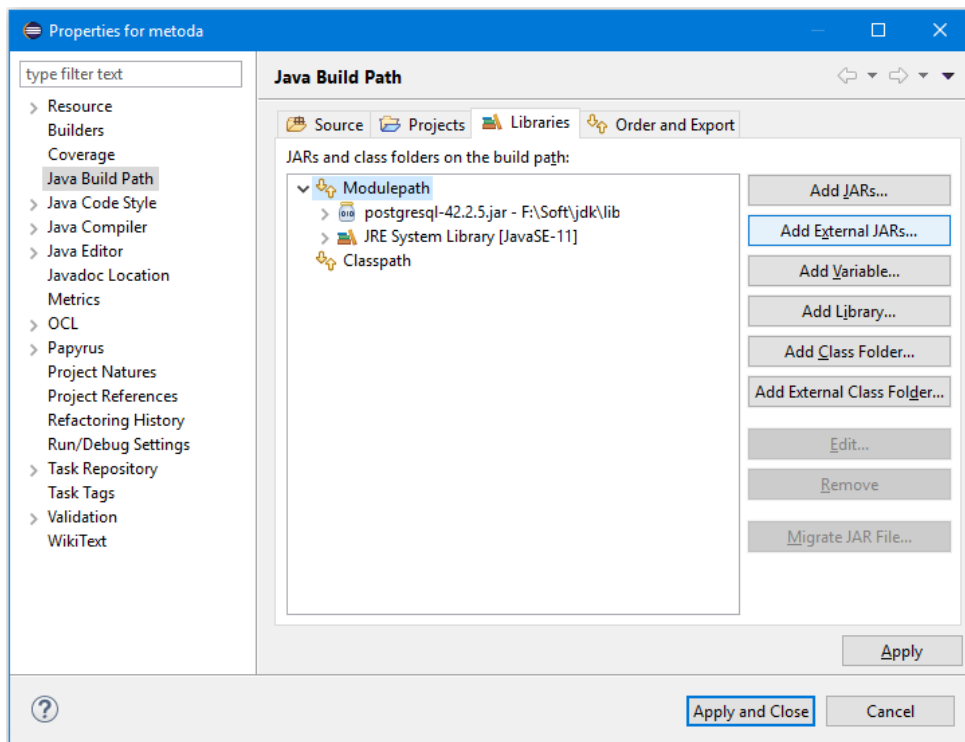 Properties for metoda
type filter text
Resource
Builders
Coverage
Java Build Path
Java Code Style
Java Compiler
Java Editor
Javadoc Location
Metrics
OCL
Papyrus
Project Natures
Project References
Refactoring History
Run/Debug Settings
Task Repository
Task Tags
Validation
WikiText
Java Build Path
Source Projects Libraries Order and Export
JARs and class folders on the build path:
Modulepath
010 postgresql-42.2.5.jar - F:\Soft\jdk\lib
JRE System Library [JavaSE-11]
Classpath
Add JARs...
Add External JARs...
Add Variable...
Add Library...
Add Class Folder...
Add External Class Folder...
Edit...
Remove
Migrate JAR File...
Apply
?
Apply and Close Cancel